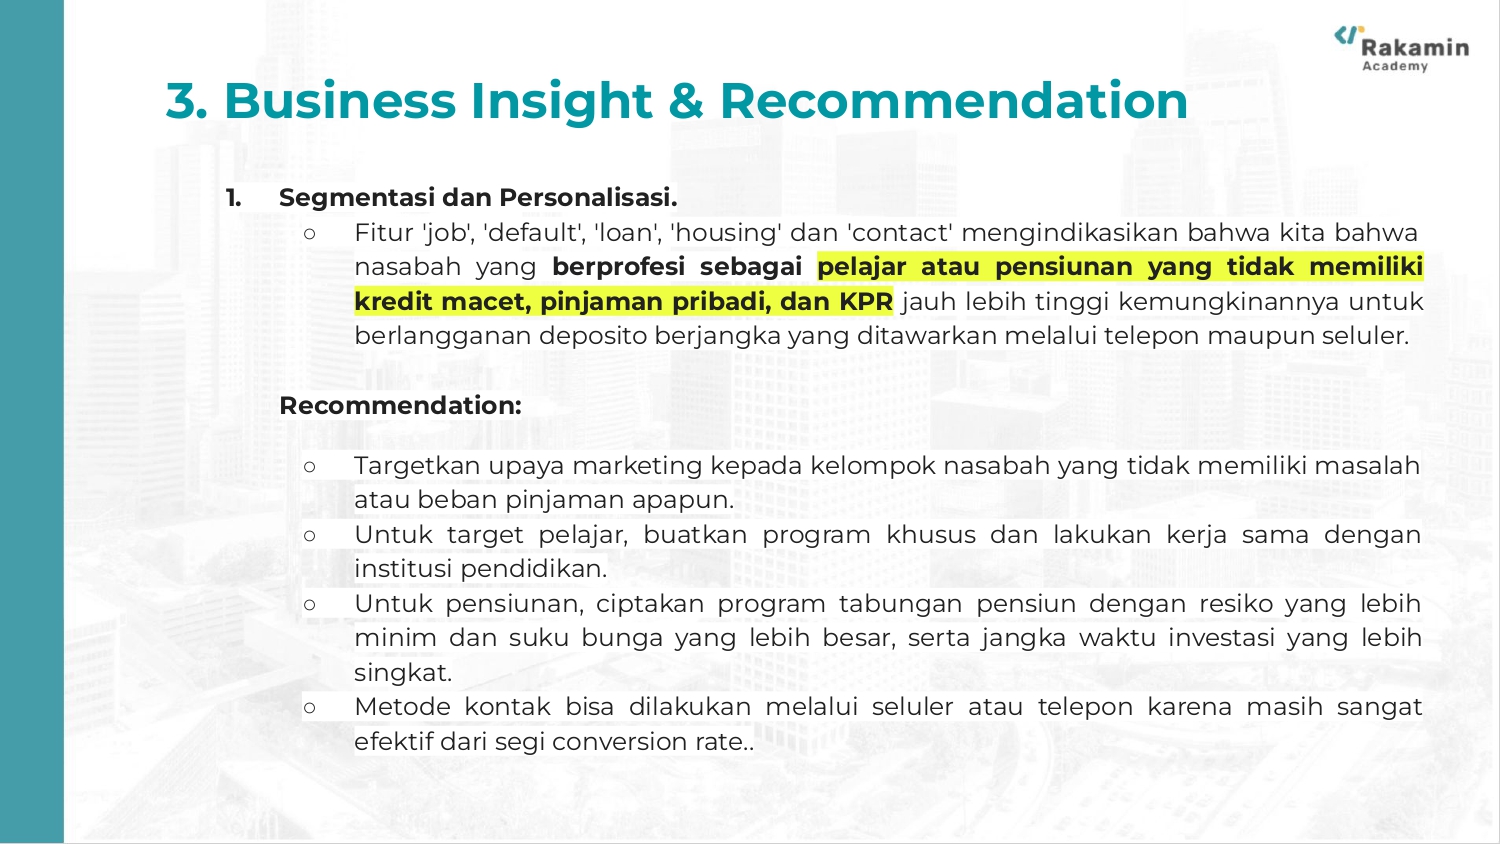 Rakamin
Academy
3. Business Insight & Recommendation
1. Segmentasi dan Personalisasi.
○ Fitur 'job', 'default', 'loan', 'housing' dan 'contact' mengindikasikan bahwa kita bahwa
nasabah yang berprofesi sebagai pelajar atau pensiunan yang tidak memiliki
kredit macet, pinjaman pribadi, dan KPR jauh lebih tinggi kemungkinannya untuk
berlangganan deposito berjangka yang ditawarkan melalui telepon maupun seluler.
Recommendation:
○ Targetkan upaya marketing kepada kelompok nasabah yang tidak memiliki masalah
atau beban pinjaman apapun.
○ Untuk target pelajar, buatkan program khusus dan lakukan kerja sama dengan
institusi pendidikan.
○ Untuk pensiunan, ciptakan program tabungan pensiun dengan resiko yang lebih
minim dan suku bunga yang lebih besar, serta jangka waktu investasi yang lebih
singkat.
○ Metode kontak bisa dilakukan melalui seluler atau telepon karena masih sangat
efektif dari segi conversion rate..